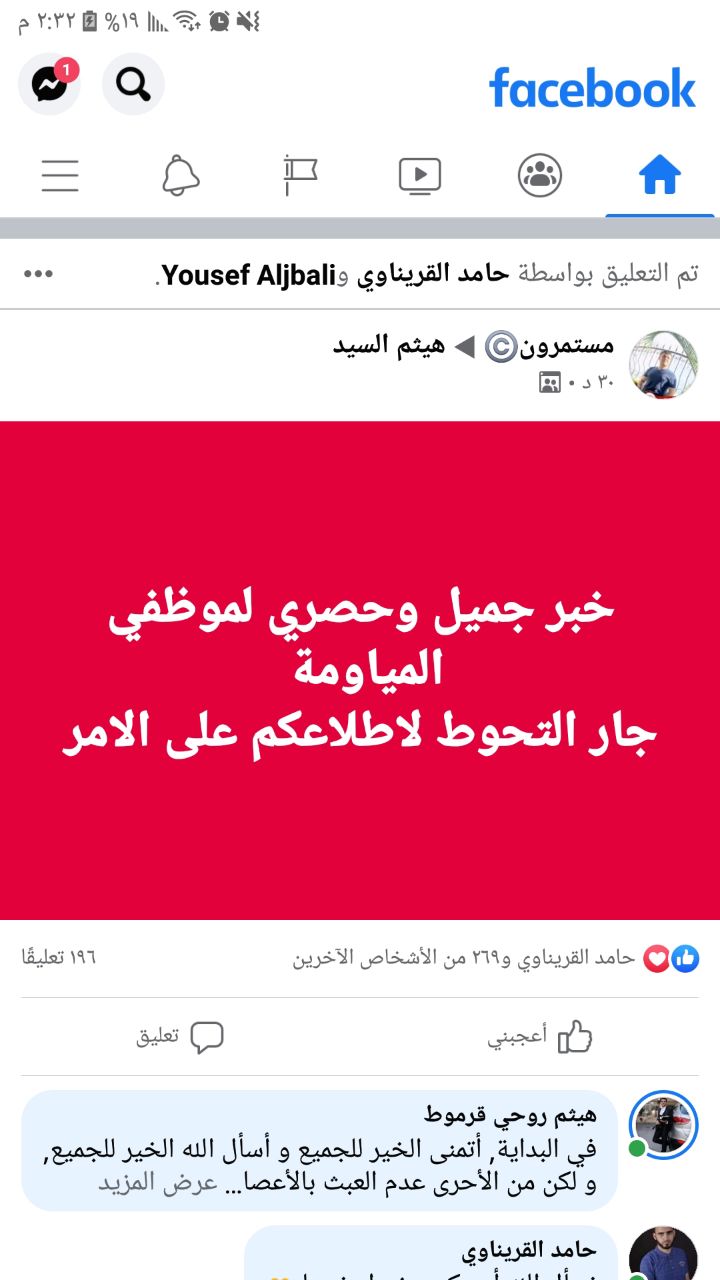 ٢:٣٢ م ١٩%
1
facebook
تم التعليق بواسطة حامد القريناوي وYousef Aljbali.
هيثم السيد ◀ مستمرون©
٣٠ د •
خبر جميل وحصري لموظفي
المياومة
جار التحوط لاطلاعكم على الامر
حامد القريناوي و٢٦٩ من الأشخاص الآخرين
١٩٦ تعليقًا
أعجبني
تعليق
هيثم روحي قرموط
في البداية, أتمنى الخير للجميع و أسأل الله الخير للجميع,
و لكن من الأحرى عدم العبث بالأعصا... عرض المزيد
حامد القريناوي